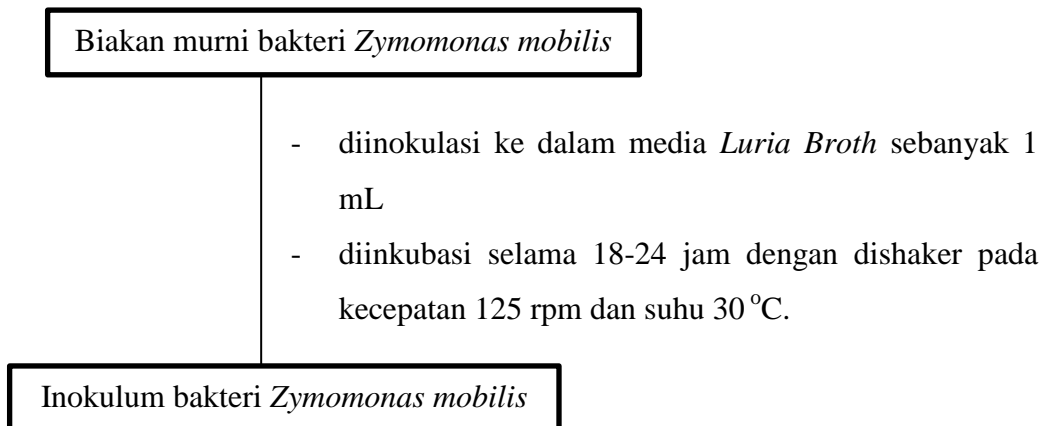 Biakan murni bakteri Zymomonas mobilis
- diinokulasi ke dalam media Luria Broth sebanyak 1
mL
- diinkubasi selama 18-24 jam dengan dishaker pada
kecepatan 125 rpm dan suhu 30 °C.
Inokulum bakteri Zymomonas mobilis